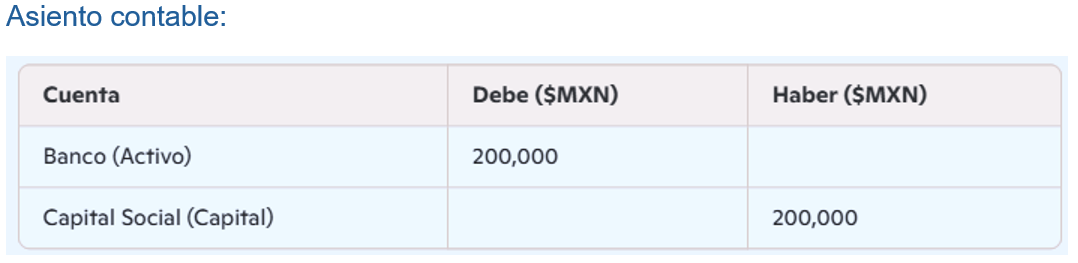 Asiento contable:
Cuenta Debe ($MXN) Haber ($MXN)
Banco (Activo) 200,000
Capital Social (Capital) 200,000